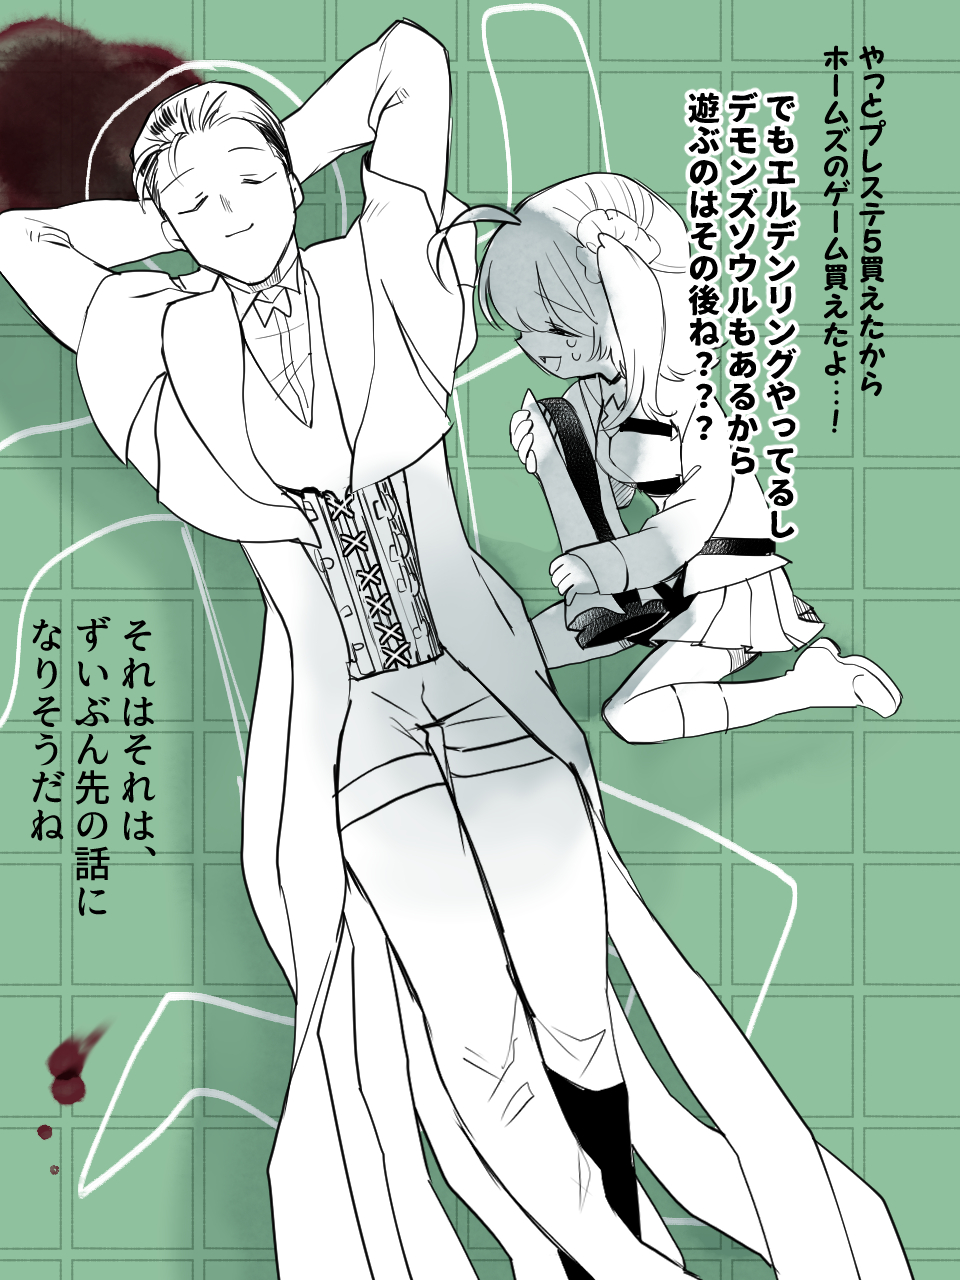 やっとプレステ5買えたから
ホームズのゲーム買えたよ…！
でもエルデンリングやってるし
デモンズソウルもあるから
遊ぶのはその後ね？？？
それはそれは、
ずいぶん先の話に
なりそうだね